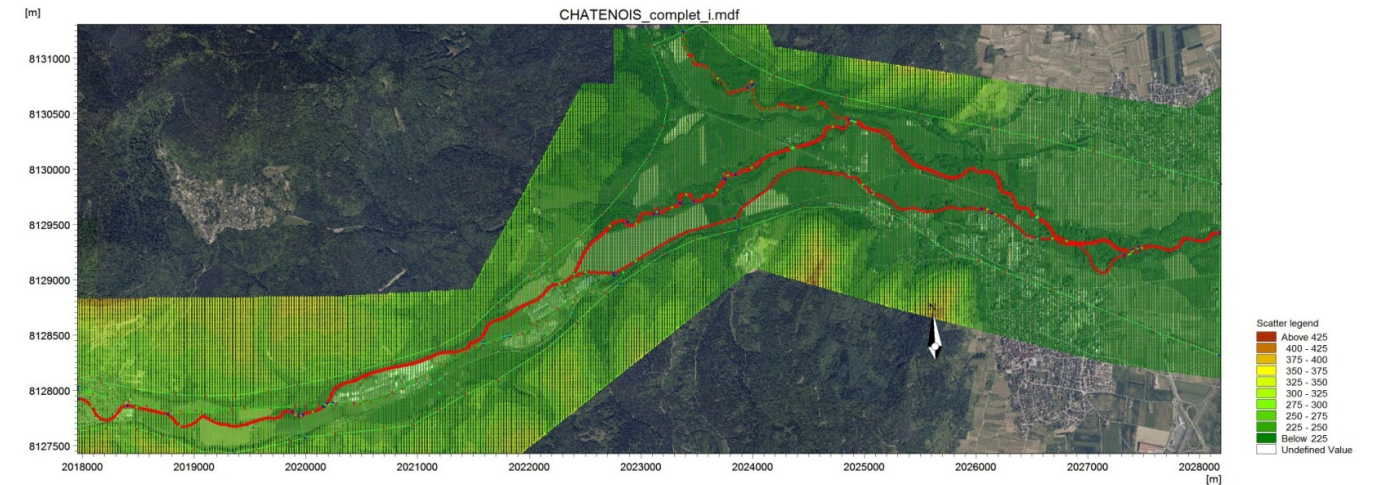 CHATENOIS_complet_i.mdf
[m]
8131000
8130500
8130000
8129500
8129000
8128500
8128000
8127500
2018000 2019000 2020000 2021000 2022000 2023000 2024000 2025000 2026000 2027000 2028000
[m]
N
Scatter legend
Above 425
400 - 425
375 - 400
350 - 375
325 - 350
300 - 325
275 - 300
250 - 275
225 - 250
Below 225
Undefined Value